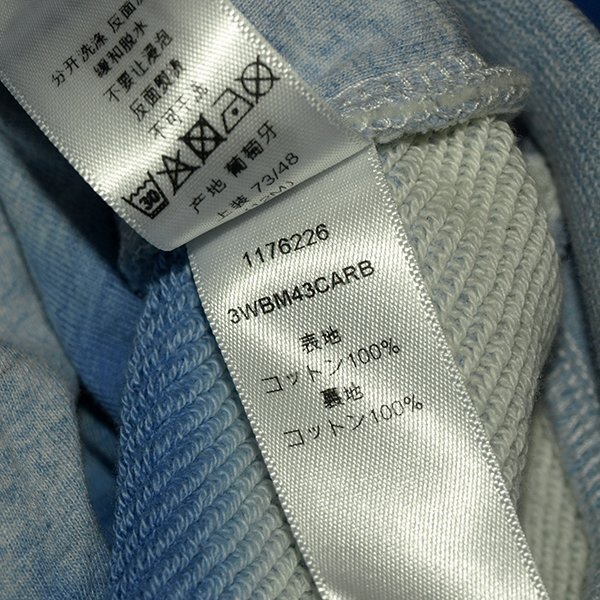 分开洗涤 反面
缓和脱水
不要让浸泡
反面熨烫
不可干洗
30
产地 葡萄牙
上装 73/48
1176226
3WBM43CARB
表地
コットン100%
裏地
コットン100%